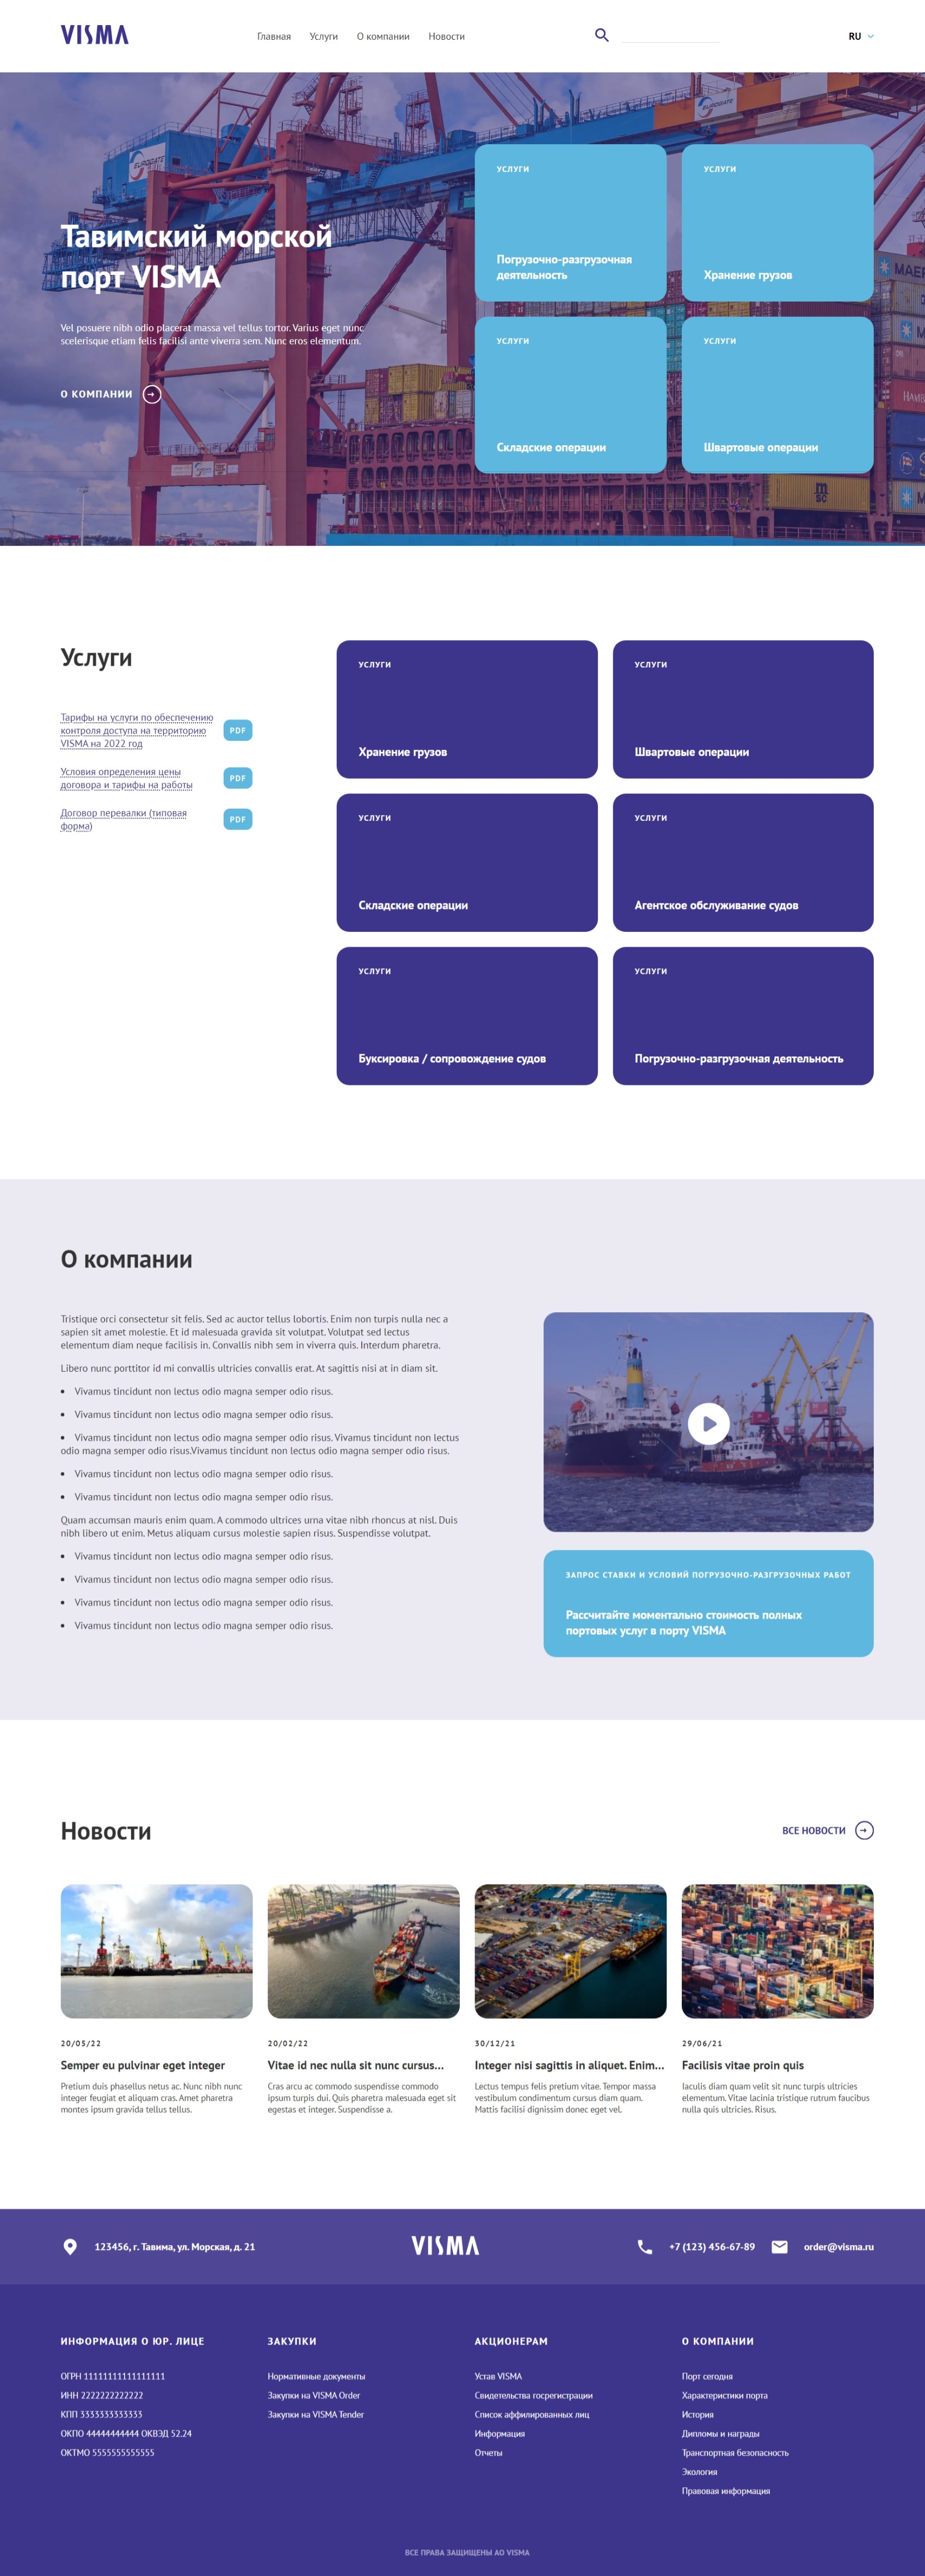 VISMA
Главная Услуги О компании Новости
RU
EUROGATE
EUROGATE
Тавимский морской
порт VISMA
Vel posuere nibh odio placerat massa vel tellus tortor. Varius eget nunc
scelerisque etiam felis facilisi ante viverra sem. Nunc eros elementum.
О КОМПАНИИ
УСЛУГИ
Погрузочно-разгрузочная
деятельность
УСЛУГИ
Хранение грузов
УСЛУГИ
Складские операции
УСЛУГИ
Швартовые операции
Услуги
Тарифы на услуги по обеспечению
контроля доступа на территорию
VISMA на 2022 год
PDF
Условия определения цены
договора и тарифы на работы
PDF
Договор перевалки (типовая
форма)
PDF
УСЛУГИ
Хранение грузов
УСЛУГИ
Швартовые операции
УСЛУГИ
Складские операции
УСЛУГИ
Агентское обслуживание судов
УСЛУГИ
Буксировка / сопровождение судов
УСЛУГИ
Погрузочно-разгрузочная деятельность
О компании
Tristique orci consectetur sit felis. Sed ac auctor tellus lobortis. Enim non turpis nulla nec a
sapien sit amet molestie. Et id malesuada gravida sit volutpat. Volutpat sed lectus
elementum diam neque facilisis in. Convallis nibh sem in viverra quis. Interdum pharetra.
Libero nunc porttitor id mi convallis ultricies convallis erat. At sagittis nisi at in diam sit.
• Vivamus tincidunt non lectus odio magna semper odio risus.
• Vivamus tincidunt non lectus odio magna semper odio risus.
• Vivamus tincidunt non lectus odio magna semper odio risus. Vivamus tincidunt non lectus
odio magna semper odio risus.Vivamus tincidunt non lectus odio magna semper odio risus.
• Vivamus tincidunt non lectus odio magna semper odio risus.
• Vivamus tincidunt non lectus odio magna semper odio risus.
Quam accumsan mauris enim quam. A commodo ultrices urna vitae nibh rhoncus at nisl. Duis
nibh libero ut enim. Metus aliquam cursus molestie sapien risus. Suspendisse volutpat.
• Vivamus tincidunt non lectus odio magna semper odio risus.
• Vivamus tincidunt non lectus odio magna semper odio risus.
• Vivamus tincidunt non lectus odio magna semper odio risus.
• Vivamus tincidunt non lectus odio magna semper odio risus.
ЗАПРОС СТАВКИ И УСЛОВИЙ ПОГРУЗОЧНО-РАЗГРУЗОЧНЫХ РАБОТ
Рассчитайте моментально стоимость полных
портовых услуг в порту VISMA
Новости
ВСЕ НОВОСТИ
20/05/22
Semper eu pulvinar eget integer
Pretium duis phasellus netus ac. Nunc nibh nunc
integer feugiat et aliquam cras. Amet pharetra
montes ipsum gravida tellus tellus.
20/02/22
Vitae id nec nulla sit nunc cursus...
Cras arcu ac commodo suspendisse commodo
ipsum turpis dui. Quis pharetra malesuada eget sit
egestas et integer. Suspendisse a.
30/12/21
Integer nisi sagittis in aliquet. Enim...
Lectus tempus felis pretium vitae. Tempor massa
vestibulum condimentum cursus diam quam.
Mattis facilisi dignissim donec eget vel.
29/06/21
Facilisis vitae proin quis
Iaculis diam quam velit sit nunc turpis ultricies
elementum. Vitae lacinia tristique rutrum faucibus
nulla quis ultricies. Risus.
123456, г. Тавима, ул. Морская, д. 21
VISMA
+7 (123) 456-67-89
order@visma.ru
ИНФОРМАЦИЯ О ЮР. ЛИЦЕ
ОГРН 11111111111111111
ИНН 2222222222222
КПП 3333333333333
ОКПО 44444444444 ОКВЭД 52.24
ОКТМО 5555555555555
ЗАКУПКИ
Нормативные документы
Закупки на VISMA Order
Закупки на VISMA Tender
АКЦИОНЕРАМ
Устав VISMA
Свидетельства госрегистрации
Список аффилированных лиц
Информация
Отчеты
О КОМПАНИИ
Порт сегодня
Характеристики порта
История
Дипломы и награды
Транспортная безопасность
Экология
Правовая информация
ВСЕ ПРАВА ЗАЩИЩЕНЫ АО VISMA